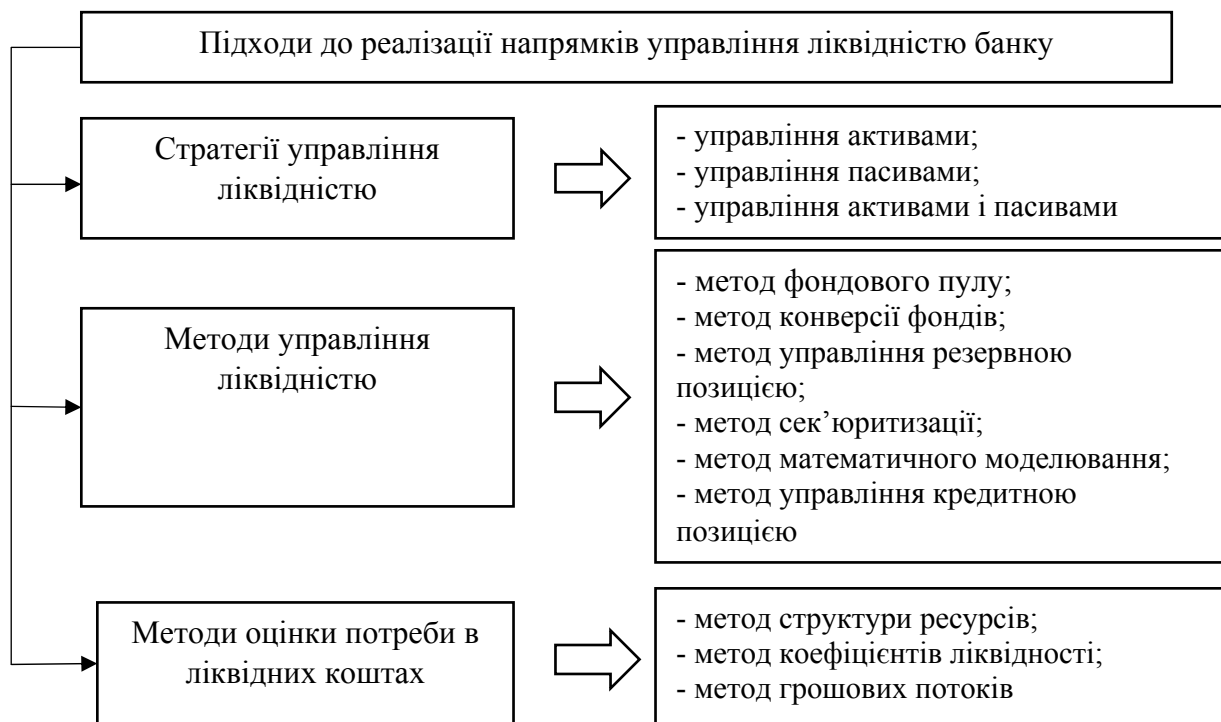 Підходи до реалізації напрямків управління ліквідністю банку
Стратегії управління
ліквідністю
- управління активами;
- управління пасивами;
- управління активами і пасивами
Методи управління
ліквідністю
- метод фондового пулу;
- метод конверсії фондів;
- метод управління резервною
позицією;
- метод сек’юритизації;
- метод математичного моделювання;
- метод управління кредитною
позицією
Методи оцінки потреби в
ліквідних коштах
- метод структури ресурсів;
- метод коефіцієнтів ліквідності;
- метод грошових потоків